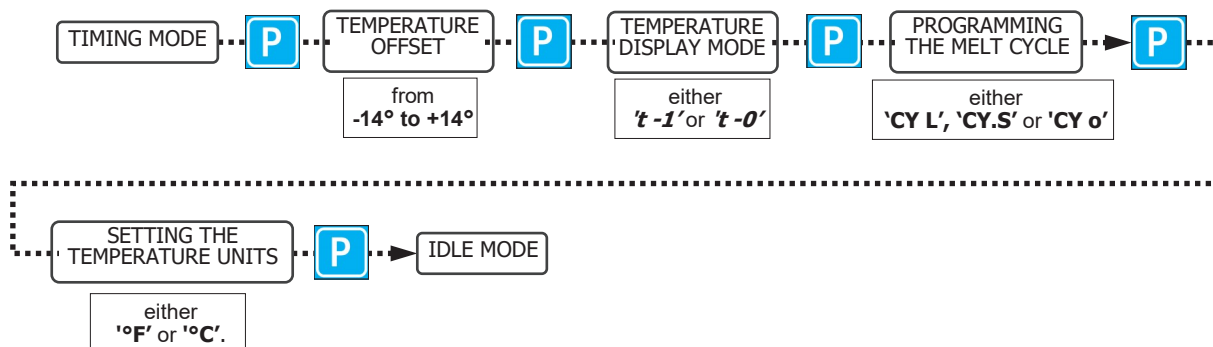 TIMING MODE P TEMPERATURE OFFSET P TEMPERATURE DISPLAY MODE P PROGRAMMING THE MELT CYCLE P
from
-14° to +14°
either
't -1' or 't -0'
either
‘CY L’, ‘CY.S’ or 'CY o'
SETTING THE
TEMPERATURE UNITS P IDLE MODE
either
'°F' or '°C'.